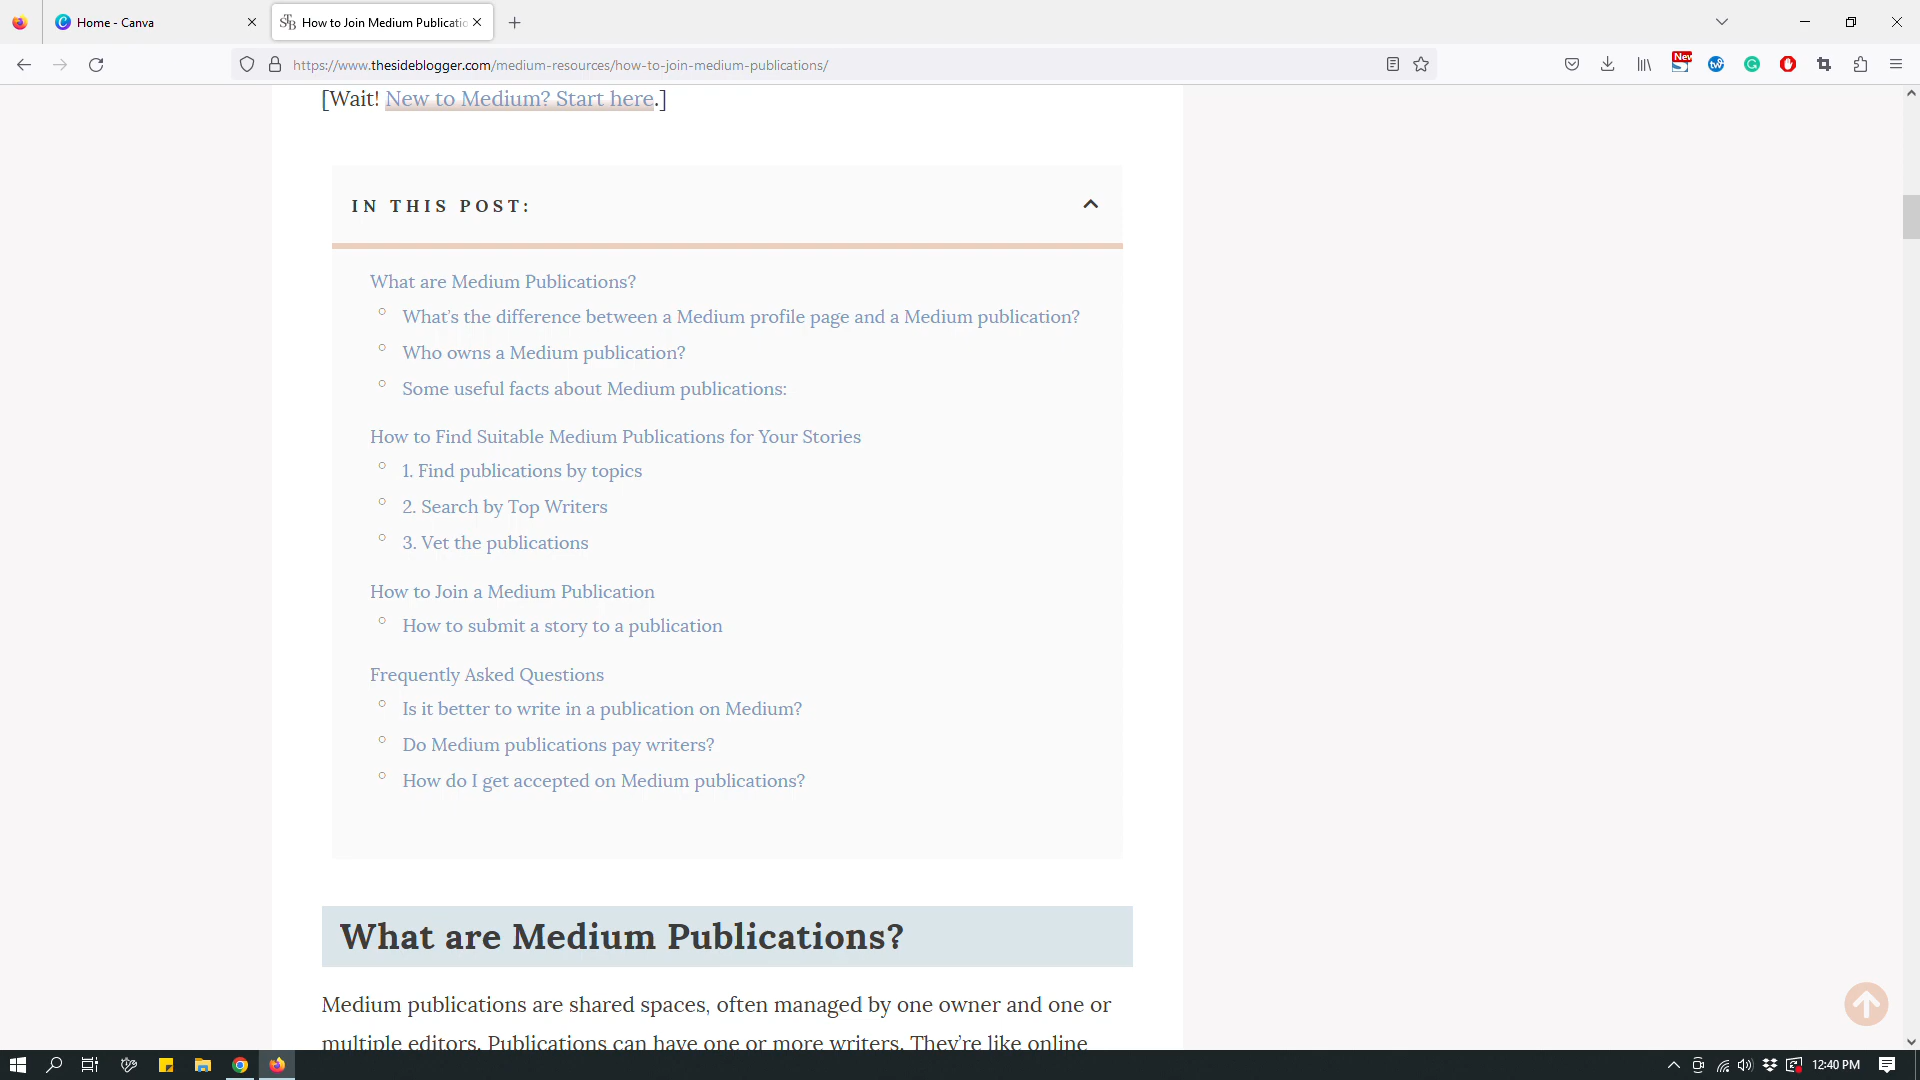 Home - Canva
How to Join Medium Publicatio
https://www.thesideblogger.com/medium-resources/how-to-join-medium-publications/
New
[Wait! New to Medium? Start here.]
IN THIS POST:
What are Medium Publications?
What's the difference between a Medium profile page and a Medium publication?
Who owns a Medium publication?
Some useful facts about Medium publications:
How to Find Suitable Medium Publications for Your Stories
1. Find publications by topics
2. Search by Top Writers
3. Vet the publications
How to Join a Medium Publication
How to submit a story to a publication
Frequently Asked Questions
Is it better to write in a publication on Medium?
Do Medium publications pay writers?
How do I get accepted on Medium publications?
What are Medium Publications?
Medium publications are shared spaces, often managed by one owner and one or
multiple editors. Publications can have one or more writers. They're like online
12:40 PM